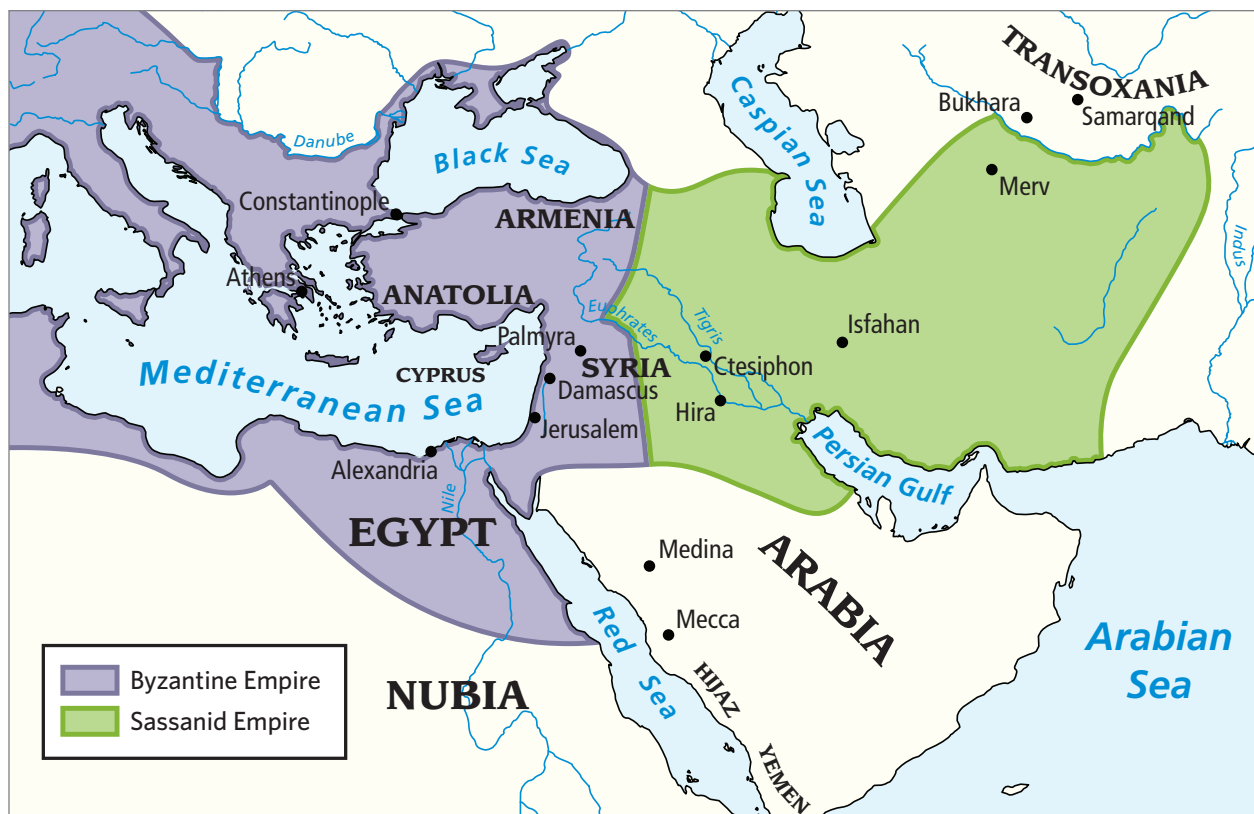 TRANSOXANIA
Caspian Sea
Bukhara
Samarqand
Danube
Black Sea
Merv
Constantinople
ARMENIA
Indus
Athens
ANATOLIA
Euphrates
Tigris
Isfahan
Palmyra
SYRIA
Ctesiphon
CYPRUS
Mediterranean Sea
Damascus
Hira
Jerusalem
Persian Gulf
Alexandria
Nile
EGYPT
Medina
ARABIA
Mecca
Red Sea
Arabian
Sea
HIJAZ
NUBIA
YEMEN
Byzantine Empire
Sassanid Empire